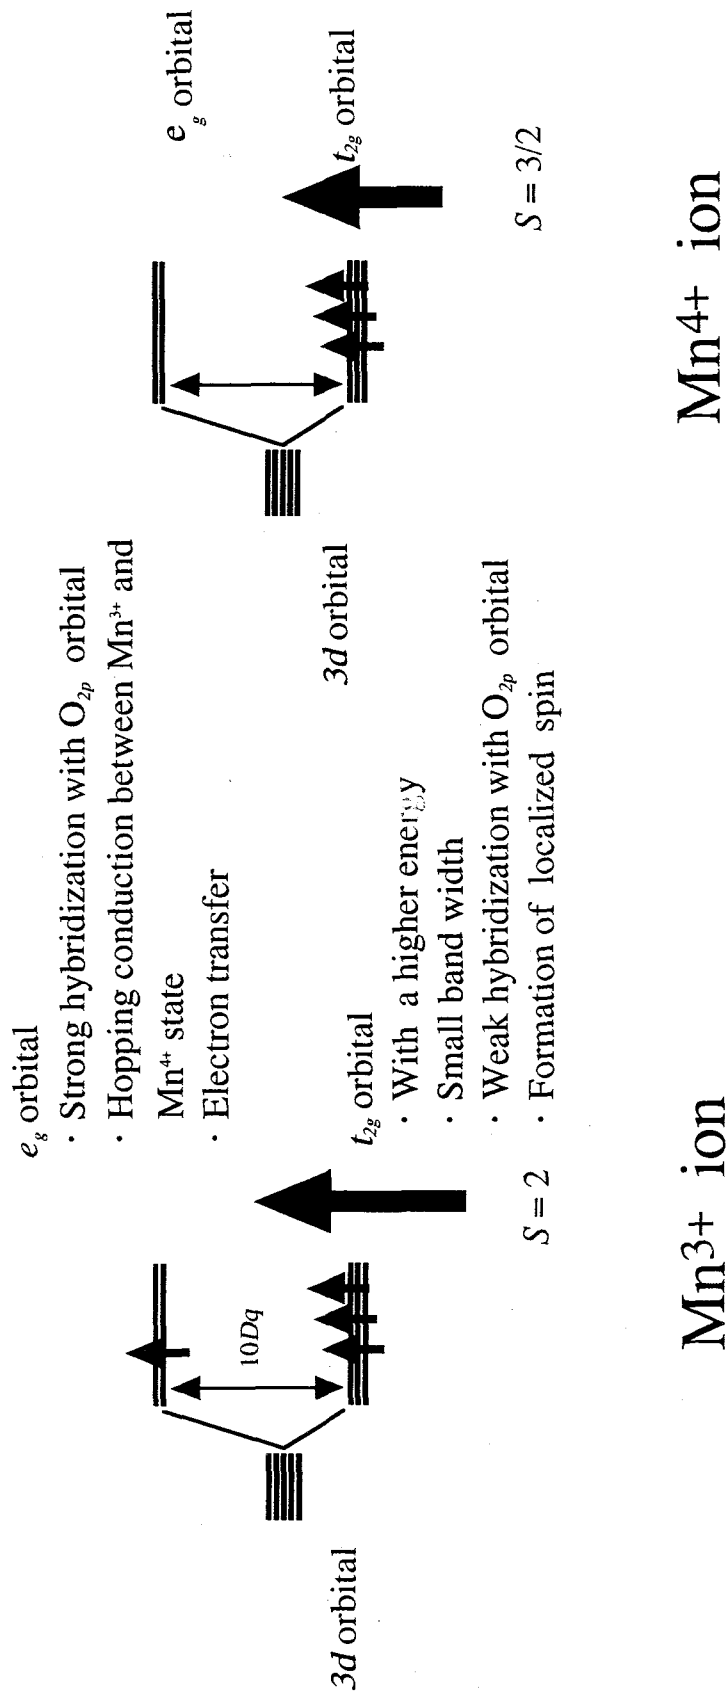 3d orbital
10Dq
S = 2
Mn3+ ion
e_g orbital
· Strong hybridization with O_2p orbital
· Hopping conduction between Mn³⁺ and
Mn⁴⁺ state
· Electron transfer
t_2g orbital
· With a higher energy
· Small band width
· Weak hybridization with O_2p orbital
· Formation of localized spin
3d orbital
e_g orbital
t_2g orbital
S = 3/2
Mn4+ ion